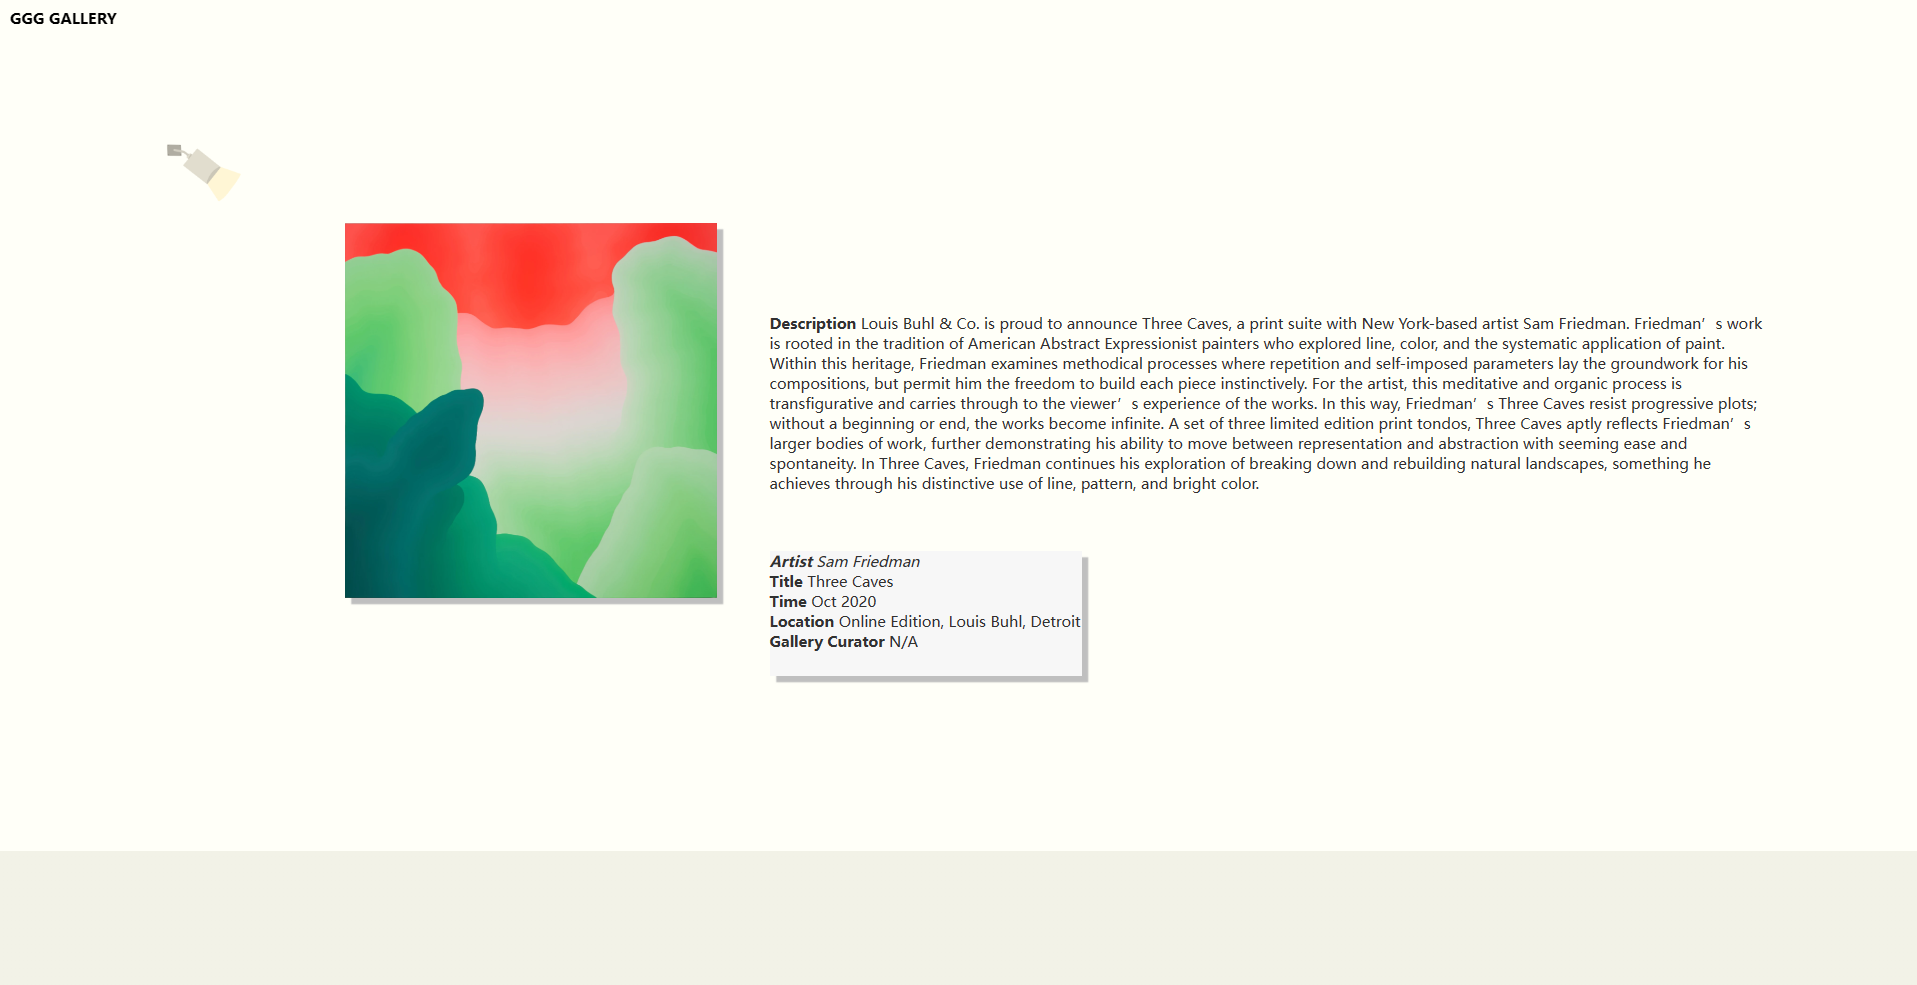 GGG GALLERY
Description Louis Buhl & Co. is proud to announce Three Caves, a print suite with New York-based artist Sam Friedman. Friedman’s work
is rooted in the tradition of American Abstract Expressionist painters who explored line, color, and the systematic application of paint.
Within this heritage, Friedman examines methodical processes where repetition and self-imposed parameters lay the groundwork for his
compositions, but permit him the freedom to build each piece instinctively. For the artist, this meditative and organic process is
transfigurative and carries through to the viewer’s experience of the works. In this way, Friedman’s Three Caves resist progressive plots;
without a beginning or end, the works become infinite. A set of three limited edition print tondos, Three Caves aptly reflects Friedman’s
larger bodies of work, further demonstrating his ability to move between representation and abstraction with seeming ease and
spontaneity. In Three Caves, Friedman continues his exploration of breaking down and rebuilding natural landscapes, something he
achieves through his distinctive use of line, pattern, and bright color.
Artist Sam Friedman
Title Three Caves
Time Oct 2020
Location Online Edition, Louis Buhl, Detroit
Gallery Curator N/A